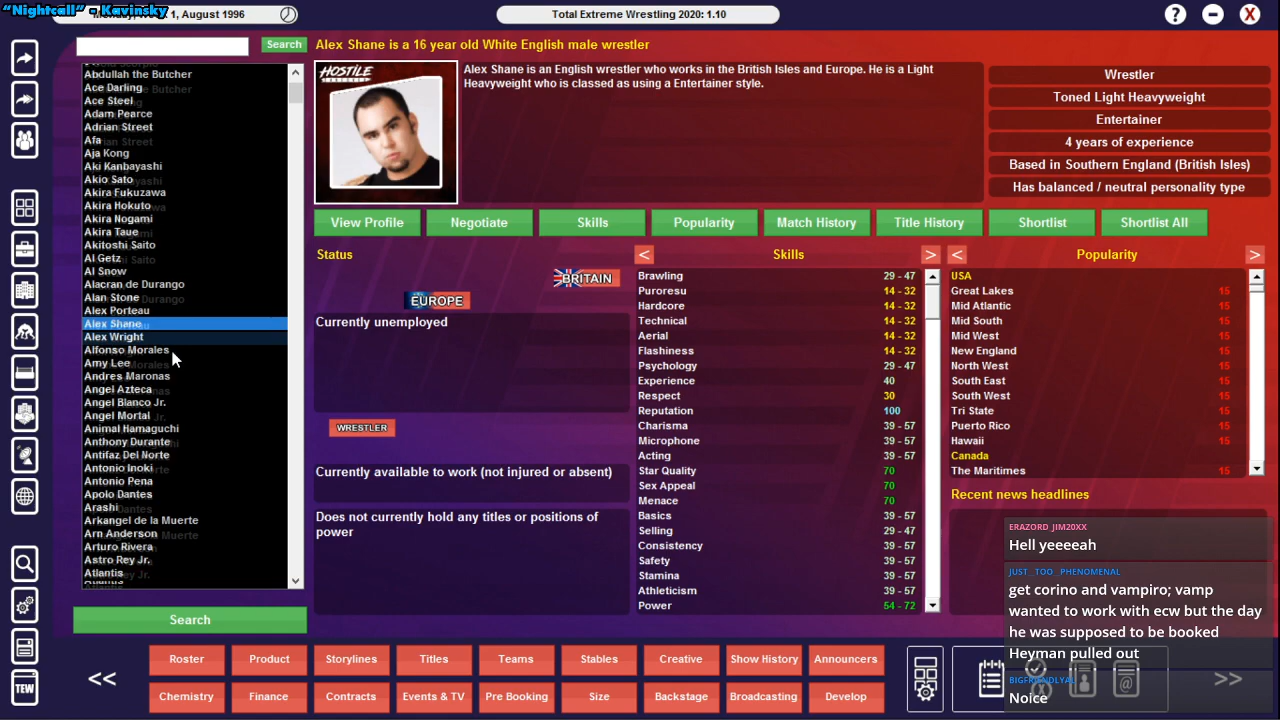 "Nightcall" - Kavinsky
1, August 1996
Total Extreme Wrestling 2020: 1.10
?
X
Search
Alex Shane is a 16 year old White English male wrestler
Abdullah the Butcher
Ace Darling
Ace Steel
Adam Pearce
Adrian Street
Afa
Aja Kong
Aki Kanbayashi
Akio Sato
Akira Fukuzawa
Akira Hokuto
Akira Nogami
Akira Taue
Akitoshi Saito
Al Getz
Al Snow
Alacran de Durango
Alan Stone
Alex Porteau
Alex Shane
Alex Wright
Alfonso Morales
Amy Lee
Andres Maronas
Angel Azteca
Angel Blanco Jr.
Angel Mortal
Animal Hamaguchi
Anthony Durante
Antifaz Del Norte
Antonio Inoki
Antonio Pena
Apolo Dantes
Arashi
Arkangel de la Muerte
Arn Anderson
Arturo Rivera
Astro Rey Jr.
Atlantis
Search
HOSTILE
Alex Shane is an English wrestler who works in the British Isles and Europe. He is a Light
Heavyweight who is classed as using a Entertainer style.
Wrestler
Toned Light Heavyweight
Entertainer
4 years of experience
Based in Southern England (British Isles)
Has balanced / neutral personality type
View Profile
Negotiate
Skills
Popularity
Match History
Title History
Shortlist
Shortlist All
Status
BRITAIN
EUROPE
Currently unemployed
WRESTLER
Currently available to work (not injured or absent)
Does not currently hold any titles or positions of
power
< Skills >
Brawling 29 - 47
Puroresu 14 - 32
Hardcore 14 - 32
Technical 14 - 32
Aerial 14 - 32
Flashiness 14 - 32
Psychology 29 - 47
Experience 40
Respect 30
Reputation 100
Charisma 39 - 57
Microphone 39 - 57
Acting 39 - 57
Star Quality 70
Sex Appeal 70
Menace 70
Basics 39 - 57
Selling 29 - 47
Consistency 39 - 57
Safety 39 - 57
Stamina 39 - 57
Athleticism 39 - 57
Power 54 - 72
< Popularity >
USA
Great Lakes 15
Mid Atlantic 15
Mid South 15
Mid West 15
New England 15
North West 15
South East 15
South West 15
Tri State 15
Puerto Rico 15
Hawaii 15
Canada
The Maritimes 15
Recent news headlines
ERAZORD_JIM20XX
Hell yeeeeah
JUST_TOO_PHENOMENAL
get corino and vampiro; vamp
wanted to work with ecw but the day
he was supposed to be booked
Heyman pulled out
Noice
TEW
<<
Roster
Product
Storylines
Titles
Teams
Stables
Creative
Show History
Announcers
Chemistry
Finance
Contracts
Events & TV
Pre Booking
Size
Backstage
Broadcasting
Develop
>>